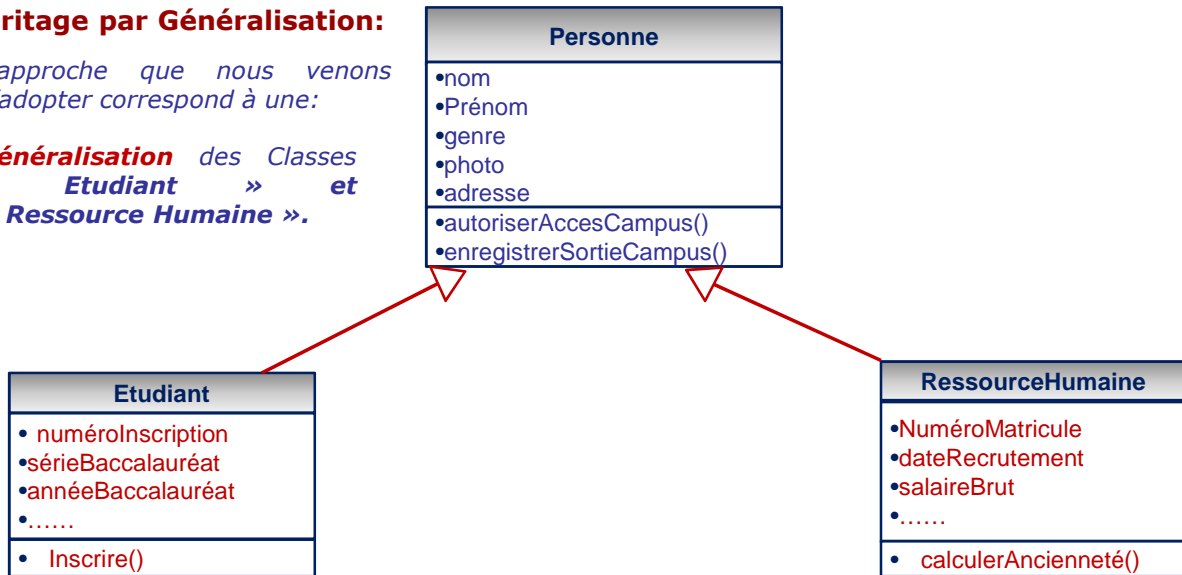 ritage par Généralisation:
approche que nous venons
'adopter correspond à une:
énéralisation des Classes
Etudiant » et
Ressource Humaine ».
Personne
•nom
•Prénom
•genre
•photo
•adresse
•autoriserAccesCampus()
•enregistrerSortieCampus()
Etudiant
• numéroInscription
•sérieBaccalauréat
•annéeBaccalauréat
•……
• Inscrire()
RessourceHumaine
•NuméroMatricule
•dateRecrutement
•salaireBrut
•……
• calculerAncienneté()